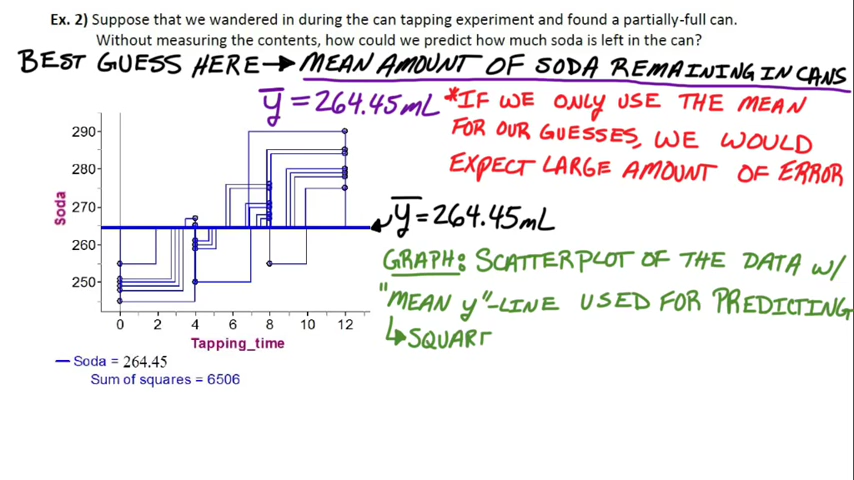 Ex. 2) Suppose that we wandered in during the can tapping experiment and found a partially-full can.
Without measuring the contents, how could we predict how much soda is left in the can?
BEST GUESS HERE → MEAN AMOUNT OF SODA REMAINING IN CANS
y̅ = 264.45mL
*IF WE ONLY USE THE MEAN
FOR OUR GUESSES, WE WOULD
EXPECT LARGE AMOUNT OF ERROR
290
280
270
260
250
Soda
0 2 4 6 8 10 12
Tapping_time
y̅ = 264.45mL
GRAPH: SCATTERPLOT OF THE DATA w/
"MEAN y"-LINE USED FOR PREDICTING
↳ SQUAR
Soda = 264.45
Sum of squares = 6506